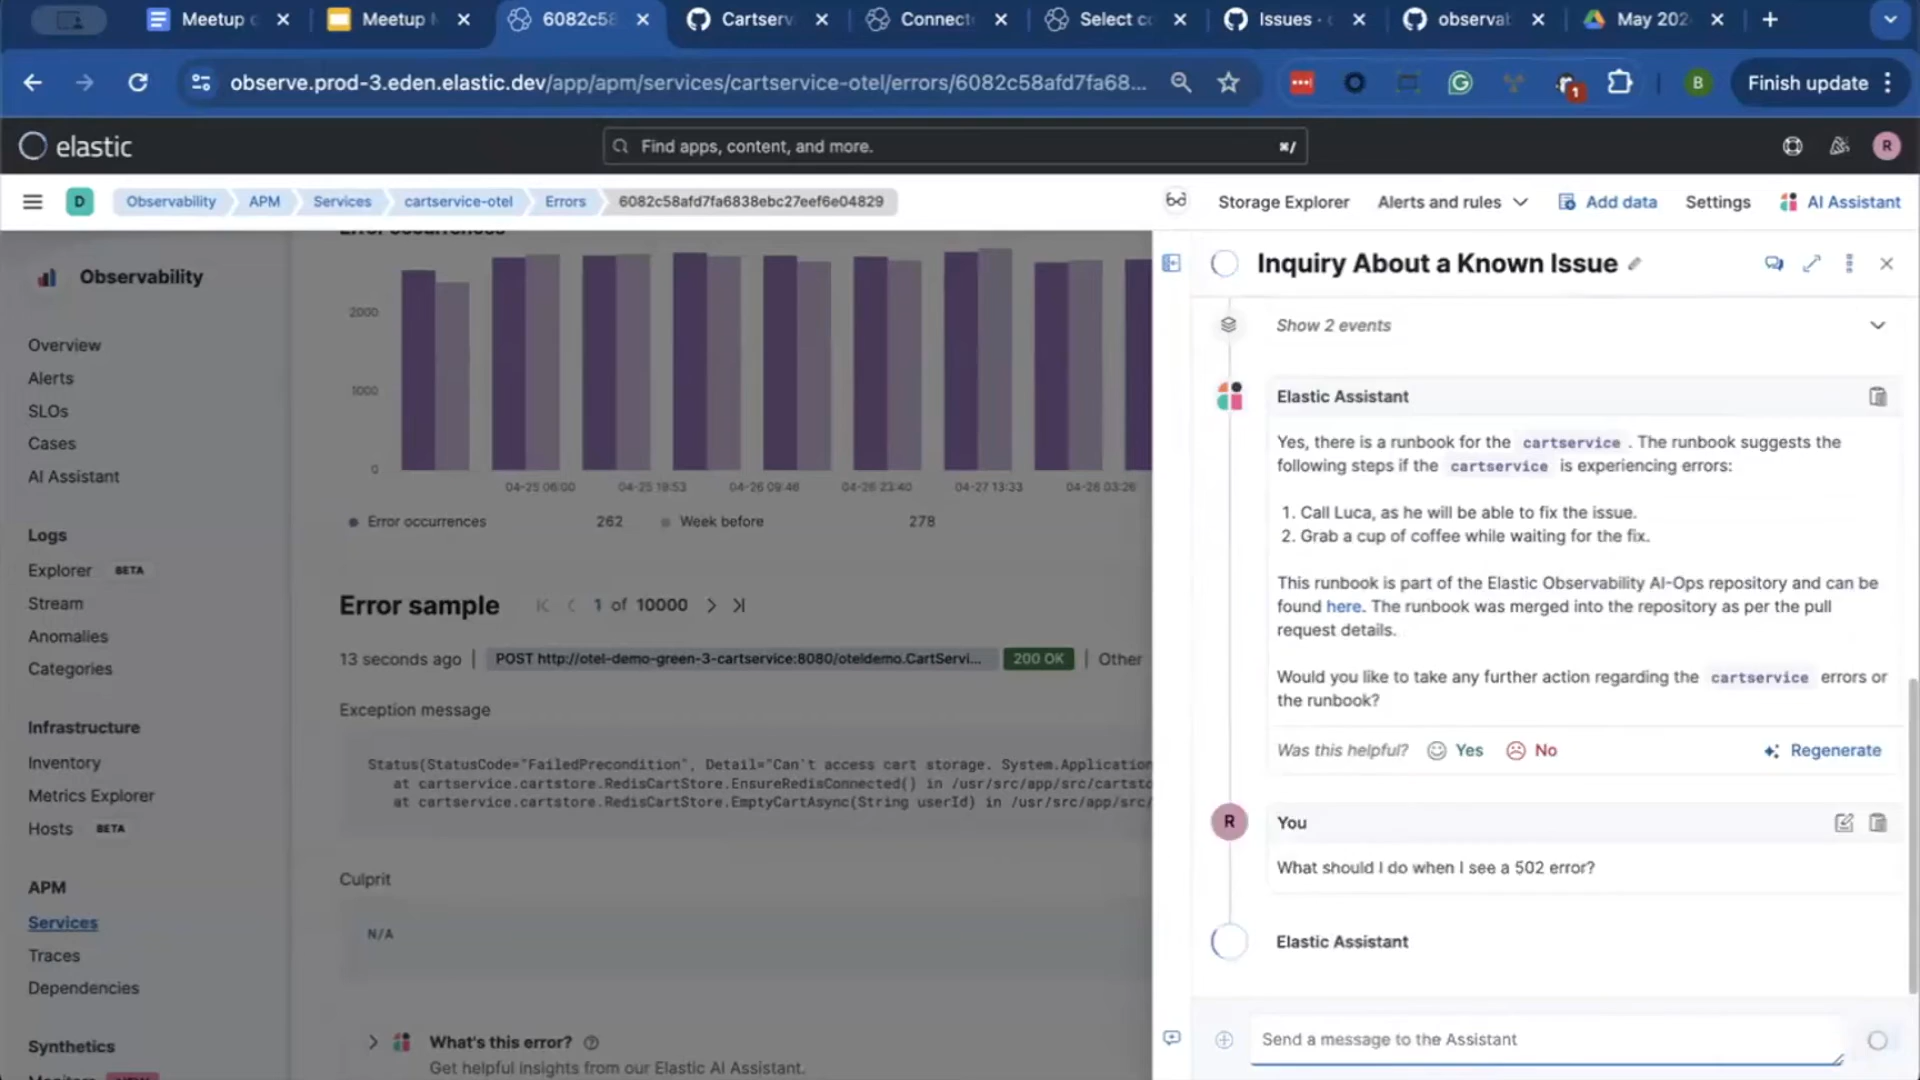 Meetup
Meetup
6082c58
Cartserv
Connect
Select co
Issues ·
observa
May 202
observe.prod-3.eden.elastic.dev/app/apm/services/cartservice-otel/errors/6082c58afd7fa68...
1
B
Finish update
elastic
Find apps, content, and more.
⌘/
R
D
Observability
APM
Services
cartservice-otel
Errors
6082c58afd7fa6838ebc27eef6e04829
Storage Explorer
Alerts and rules
Add data
Settings
AI Assistant
Observability
Overview
Alerts
SLOs
Cases
AI Assistant
Logs
Explorer BETA
Stream
Anomalies
Categories
Infrastructure
Inventory
Metrics Explorer
Hosts BETA
APM
Services
Traces
Dependencies
Synthetics
Error occurrences
2000
1000
0
04-25 06:00
04-25 19:53
04-26 09:46
04-26 23:40
04-27 13:33
04-28 03:26
Error occurrences 262
Week before 278
Error sample
1 of 10000
13 seconds ago
POST http://otel-demo-green-3-cartservice:8080/oteldemo.CartServi...
200 OK
Other
Exception message
Status(StatusCode="FailedPrecondition", Detail="Can't access cart storage. System.Application
at cartservice.cartstore.RedisCartStore.EnsureRedisConnected() in /usr/src/app/src/cartsto
at cartservice.cartstore.RedisCartStore.EmptyCartAsync(String userId) in /usr/src/app/src/
Culprit
N/A
What's this error?
Get helpful insights from our Elastic AI Assistant.
Inquiry About a Known Issue
Show 2 events
Elastic Assistant
Yes, there is a runbook for the cartservice . The runbook suggests the
following steps if the cartservice is experiencing errors:
1. Call Luca, as he will be able to fix the issue.
2. Grab a cup of coffee while waiting for the fix.
This runbook is part of the Elastic Observability AI-Ops repository and can be
found here. The runbook was merged into the repository as per the pull
request details.
Would you like to take any further action regarding the cartservice errors or
the runbook?
Was this helpful?
Yes
No
Regenerate
R
You
What should I do when I see a 502 error?
Elastic Assistant
Send a message to the Assistant